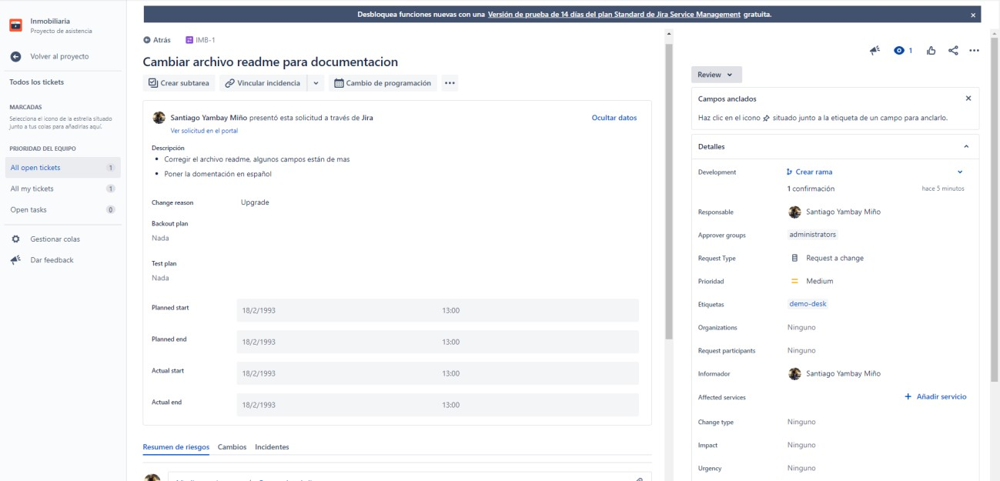 Desbloquea funciones nuevas con una Versión de prueba de 14 días del plan Standard de Jira Service Management gratuita.
Inmobiliaria
Proyecto de asistencia
Volver al proyecto
Todos los tickets
MARCADAS
Selecciona el icono de la estrella situado
junto a tus colas para añadirlas aquí.
PRIORIDAD DEL EQUIPO
All open tickets 1
All my tickets 1
Open tasks 0
Gestionar colas
Dar feedback
Atrás IMB-1
Cambiar archivo readme para documentacion
Crear subtarea Vincular incidencia Cambio de programación
Santiago Yambay Miño presentó esta solicitud a través de Jira Ocultar datos
Ver solicitud en el portal
Descripción
• Corregir el archivo readme, algunos campos están de mas
• Poner la domentación en español
Change reason Upgrade
Backout plan
Nada
Test plan
Nada
Planned start 18/2/1993 13:00
Planned end 18/2/1993 13:00
Actual start 18/2/1993 13:00
Actual end 18/2/1993 13:00
Resumen de riesgos Cambios Incidentes
1
Review
Campos anclados
Haz clic en el icono situado junto a la etiqueta de un campo para anclarlo.
Detalles
Development Crear rama
1 confirmación hace 5 minutos
Responsable Santiago Yambay Miño
Approver groups administrators
Request Type Request a change
Prioridad Medium
Etiquetas demo-desk
Organizations Ninguno
Request participants Ninguno
Informador Santiago Yambay Miño
Affected services + Añadir servicio
Change type Ninguno
Impact Ninguno
Urgency Ninguno